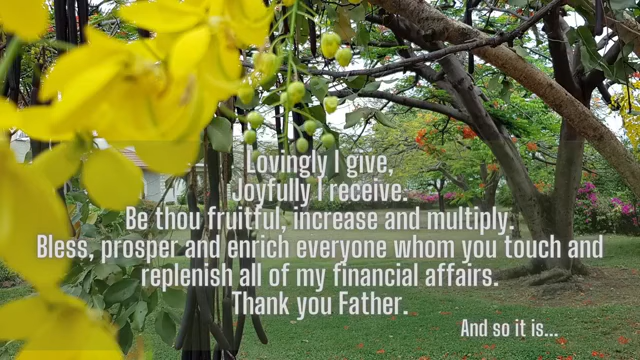 Lovingly I give,
Joyfully I receive.
Be thou fruitful, increase and multiply.
Bless, prosper and enrich everyone whom you touch and
replenish all of my financial affairs.
Thank you Father.
And so it is...